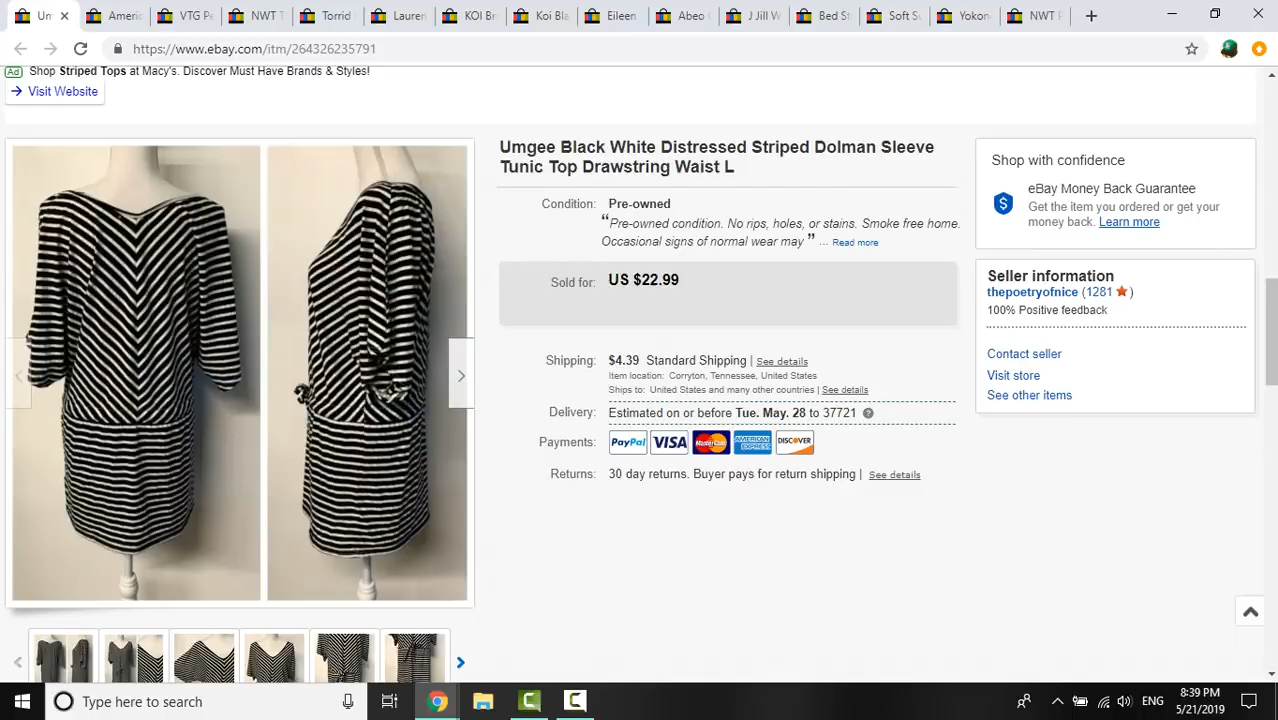 Um
Americ
VTG Pe
NWT T
Torrid
Lauren
KOI Br
Koi Bla
Eileen
Abeo C
J Jill W
Bed St
Soft Su
Yokon
NWT F
https://www.ebay.com/itm/264326235791
Ad Shop Striped Tops at Macy's. Discover Must Have Brands & Styles!
Visit Website
Umgee Black White Distressed Striped Dolman Sleeve
Tunic Top Drawstring Waist L
Condition: Pre-owned
“Pre-owned condition. No rips, holes, or stains. Smoke free home.
Occasional signs of normal wear may ” ... Read more
Sold for: US $22.99
Shipping: $4.39 Standard Shipping | See details
Item location: Corryton, Tennessee, United States
Ships to: United States and many other countries | See details
Delivery: Estimated on or before Tue. May. 28 to 37721
Payments: PayPal VISA MasterCard AMERICAN EXPRESS DISCOVER
Returns: 30 day returns. Buyer pays for return shipping | See details
Shop with confidence
eBay Money Back Guarantee
Get the item you ordered or get your
money back. Learn more
Seller information
thepoetryofnice (1281 )
100% Positive feedback
Contact seller
Visit store
See other items
Type here to search
ENG
8:39 PM
5/21/2019